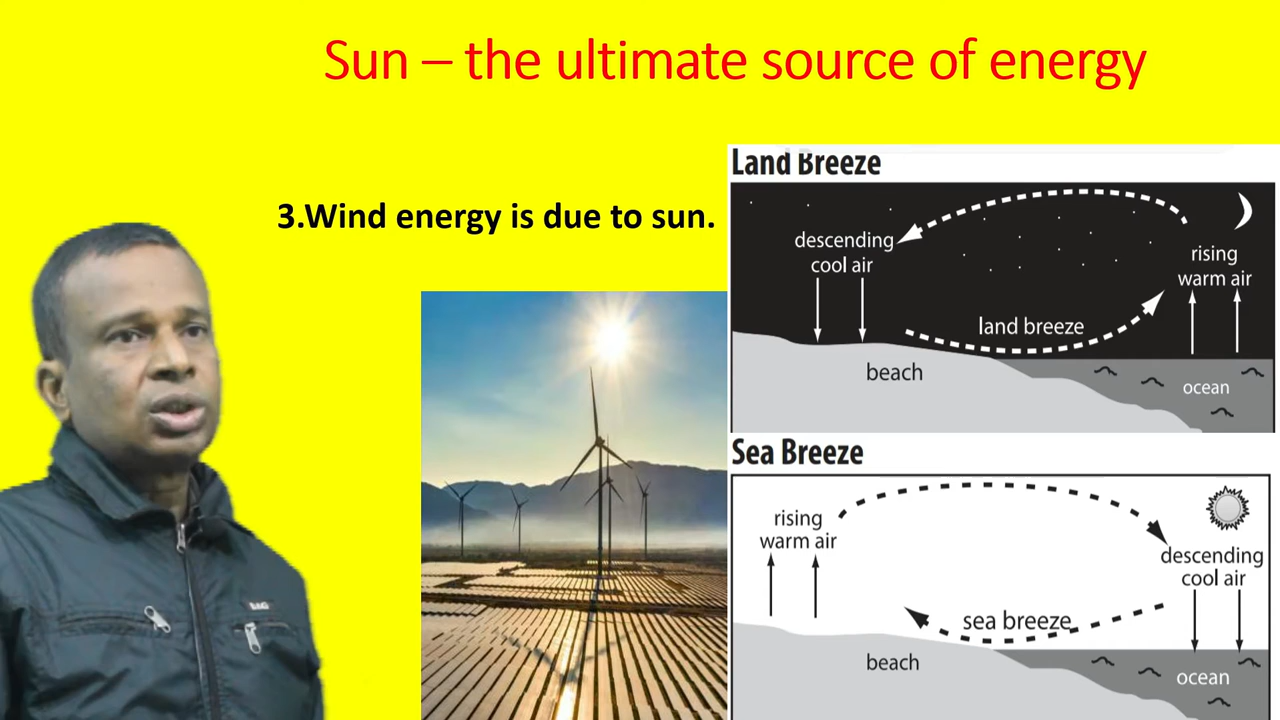 Sun – the ultimate source of energy
3.Wind energy is due to sun.
Land Breeze
descending
cool air
rising
warm air
land breeze
beach
ocean
Sea Breeze
rising
warm air
descending
cool air
sea breeze
beach
ocean